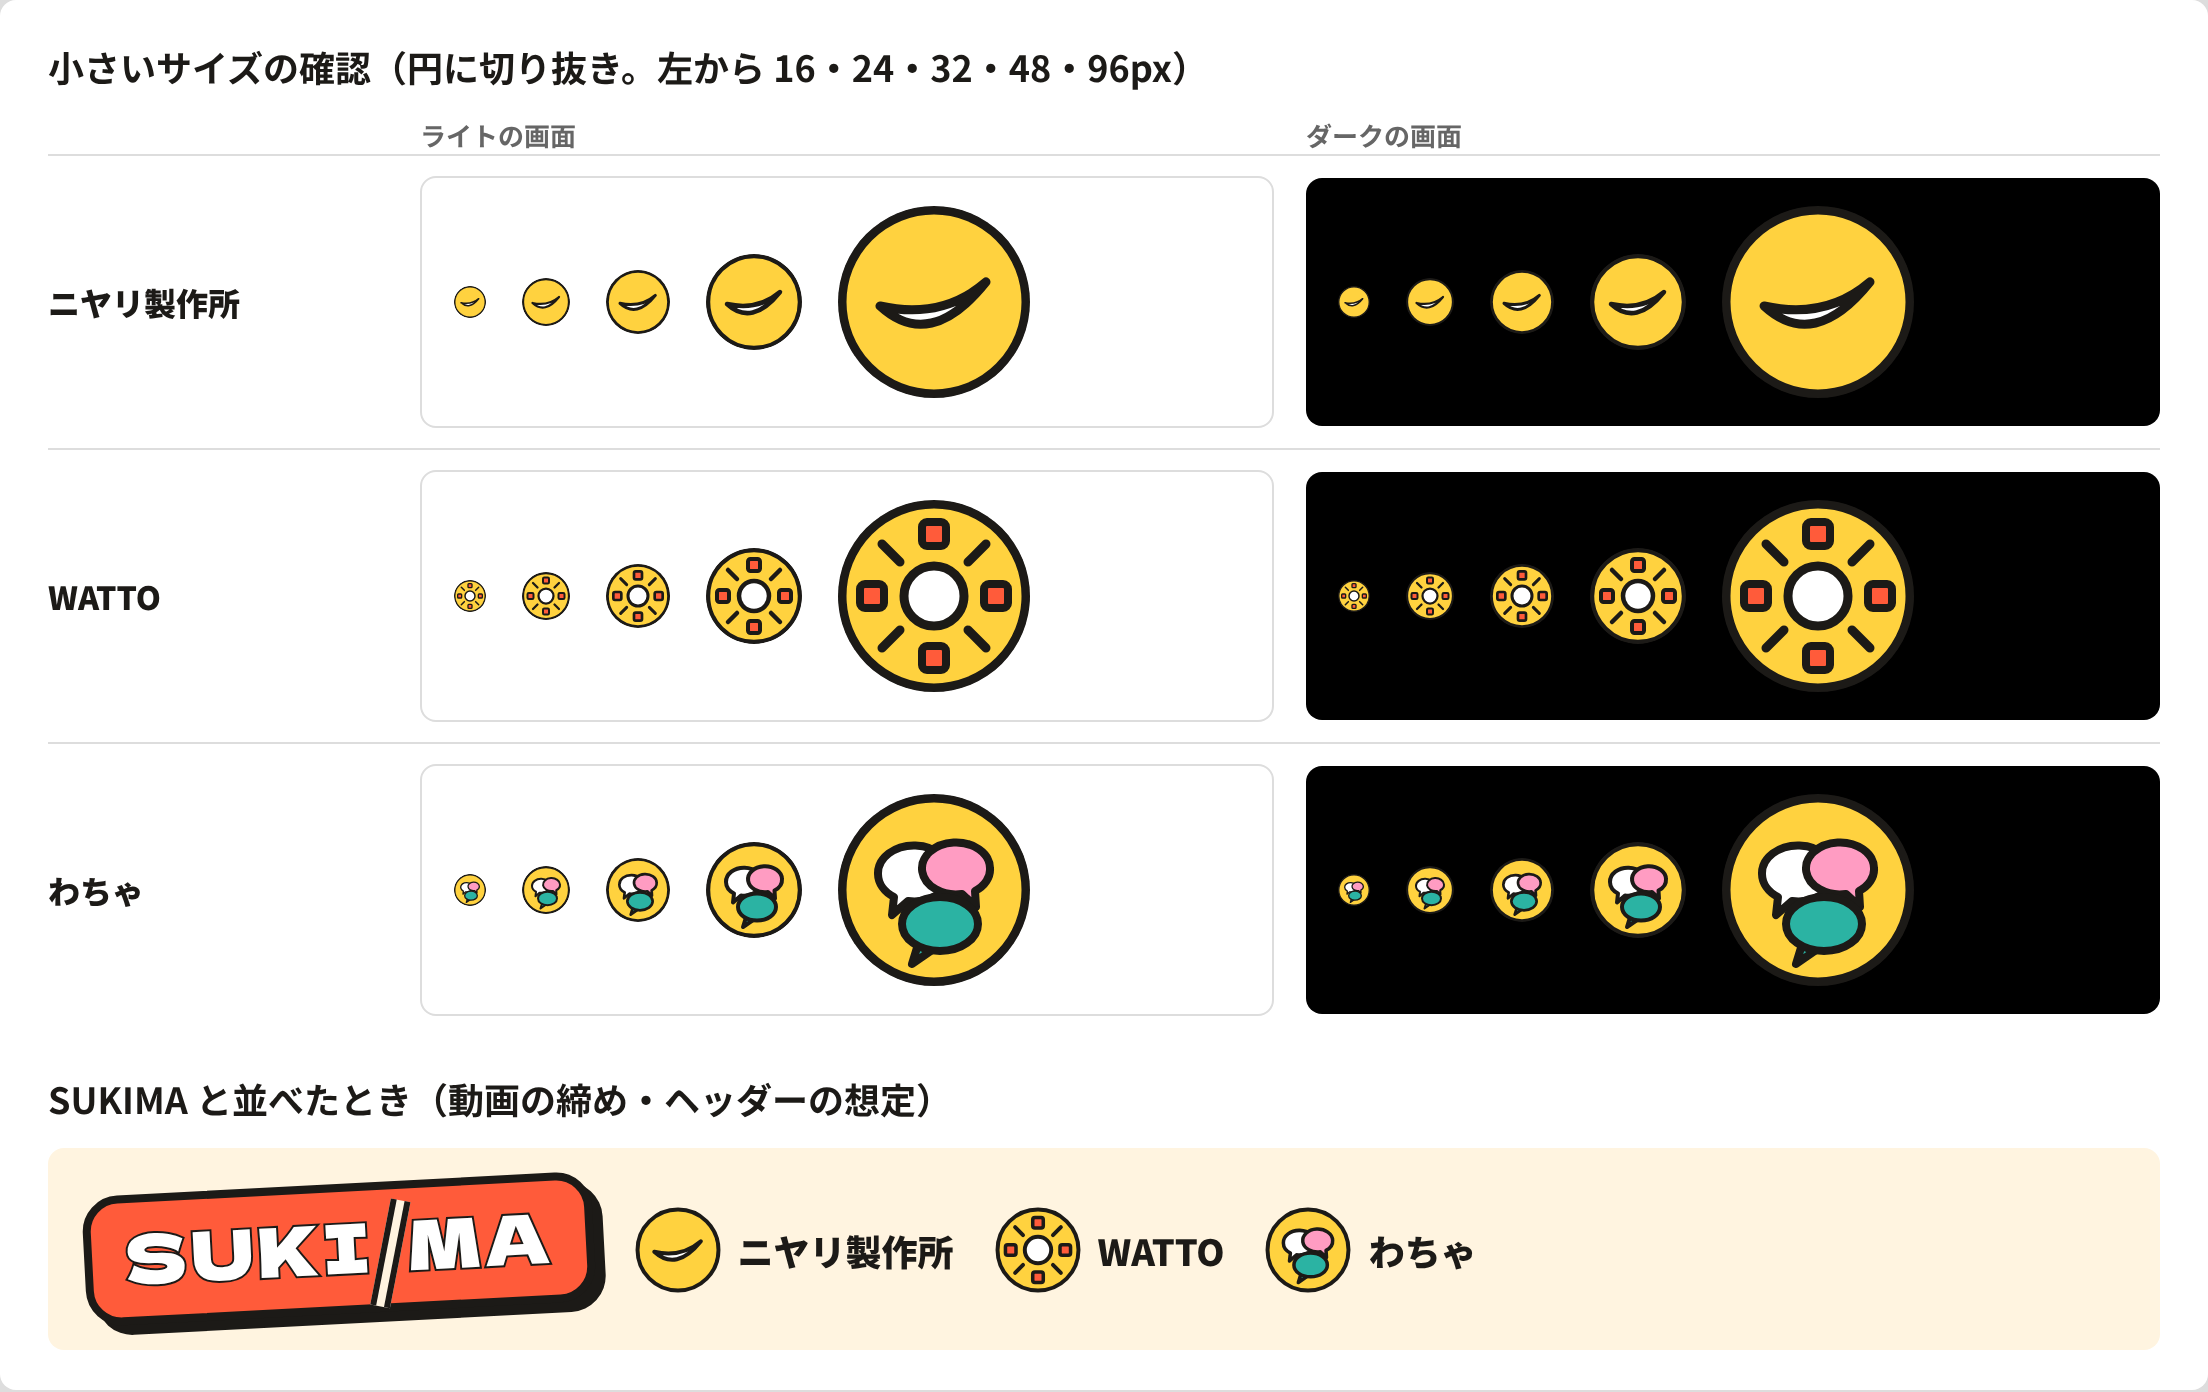 小さいサイズの確認（円に切り抜き。左から 16・24・32・48・96px）
ライトの画面
ダークの画面
ニヤリ製作所
WATTO
わちゃ
SUKIMA と並べたとき（動画の締め・ヘッダーの想定）
SUKI/MA
ニヤリ製作所
WATTO
わちゃ